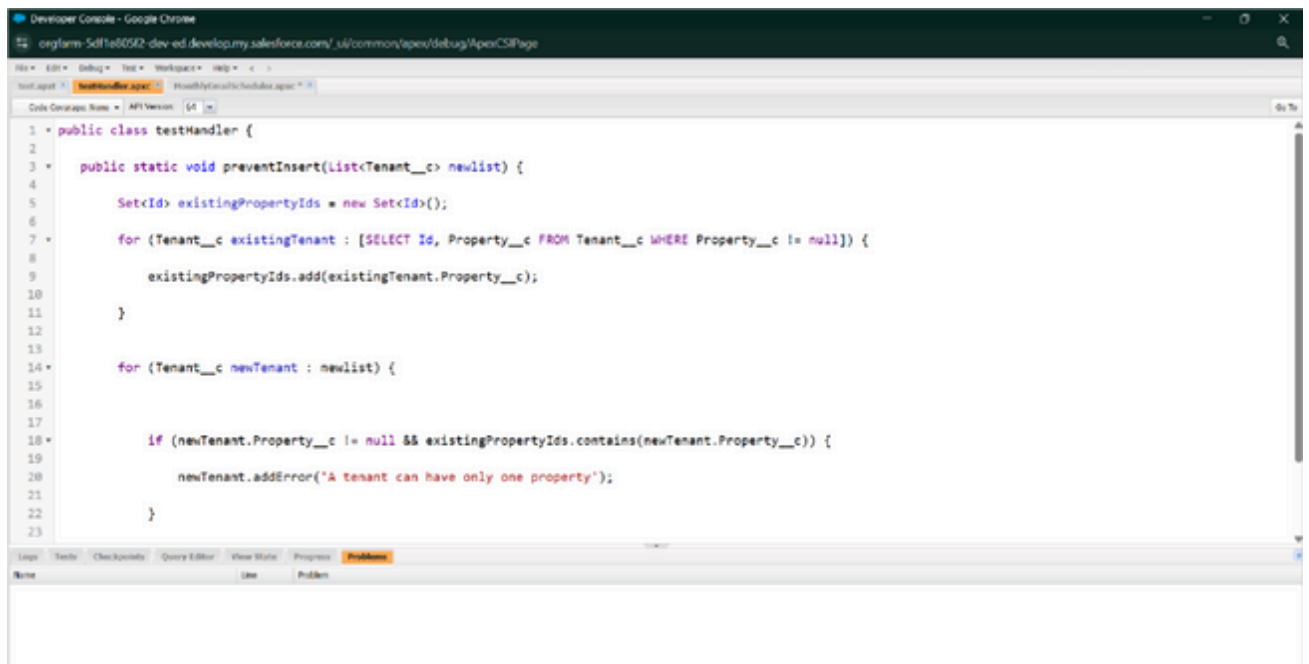 Developer Console - Google Chrome
orgfarm-5df1e805f2-dev-ed.develop.my.salesforce.com/_ui/common/apex/debug/ApexCSIPage
File Edit Debug Test Workspace Help < >
test.apxt testHandler.apxc MonthlyEmailScheduler.apxc *
Code Coverage: None API Version: 64 Go To
1 public class testHandler {
2
3 public static void preventInsert(List<Tenant__c> newlist) {
4
5 Set<Id> existingPropertyIds = new Set<Id>();
6
7 for (Tenant__c existingTenant : [SELECT Id, Property__c FROM Tenant__c WHERE Property__c != null]) {
8
9 existingPropertyIds.add(existingTenant.Property__c);
10
11 }
12
13
14 for (Tenant__c newTenant : newlist) {
15
16
17
18 if (newTenant.Property__c != null && existingPropertyIds.contains(newTenant.Property__c)) {
19
20 newTenant.addError('A tenant can have only one property');
21
22 }
23
Logs Tests Checkpoints Query Editor View State Progress Problems
Name Line Problem